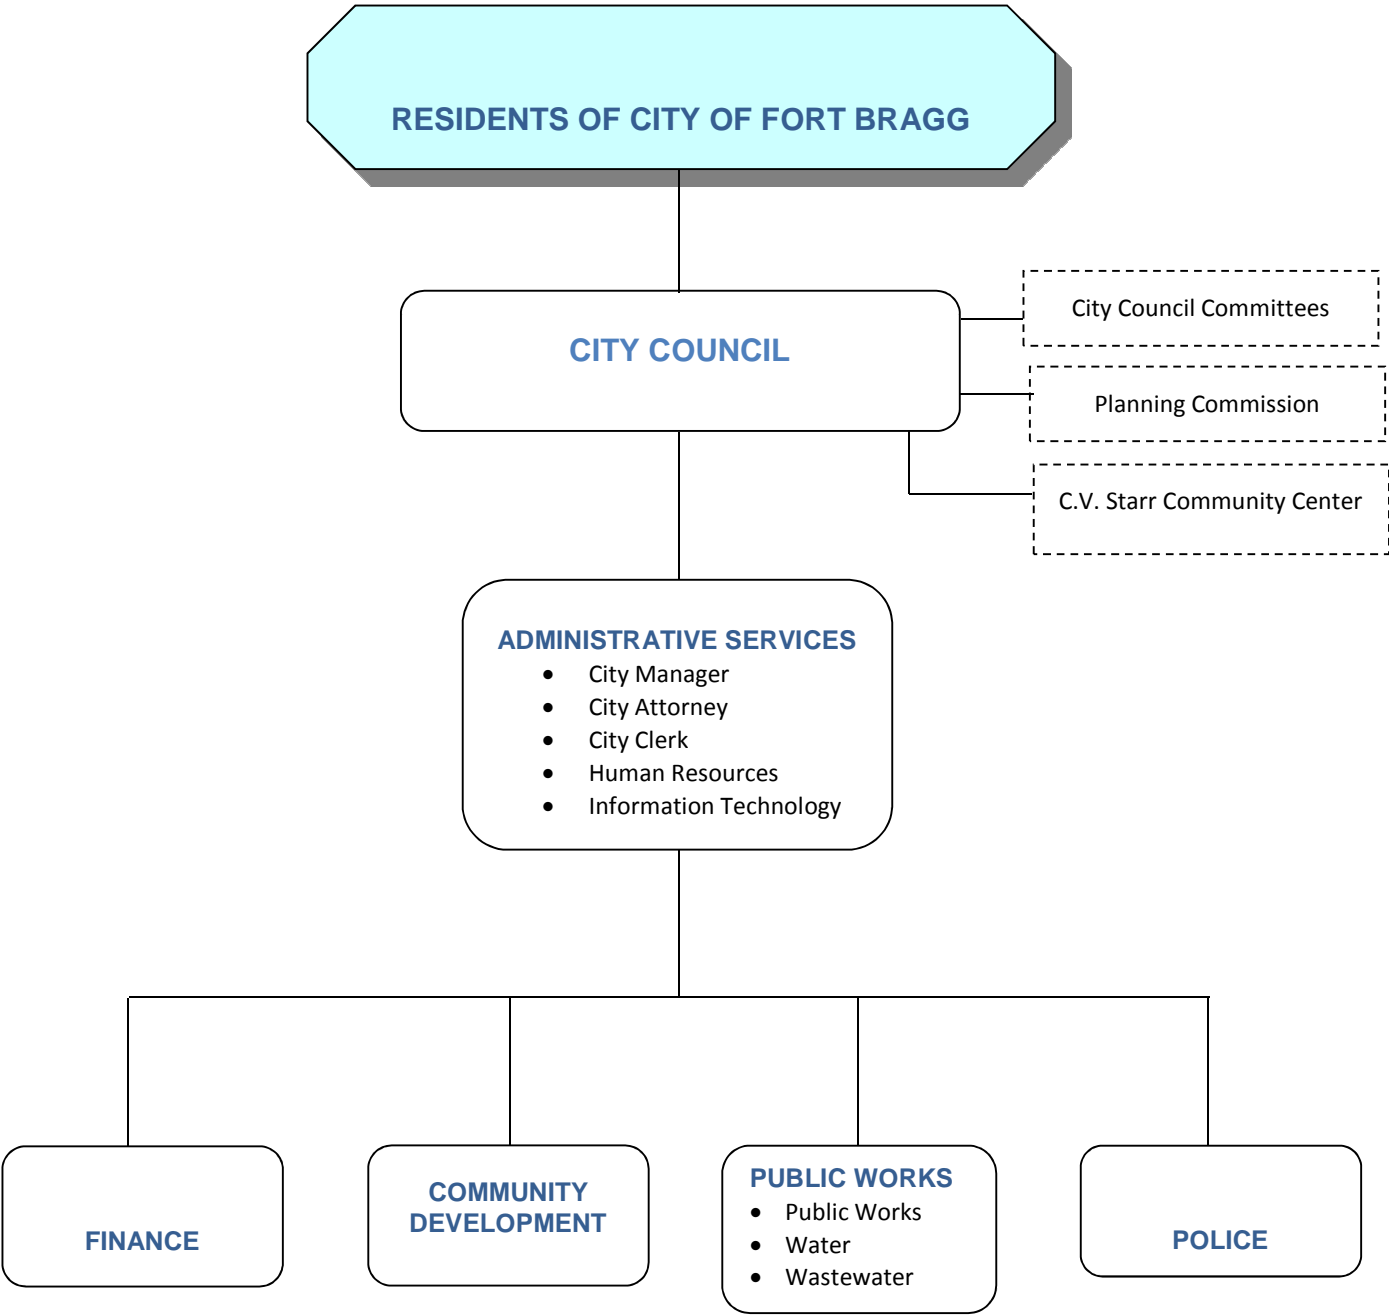 RESIDENTS OF CITY OF FORT BRAGG
CITY COUNCIL
City Council Committees
Planning Commission
C.V. Starr Community Center
ADMINISTRATIVE SERVICES
• City Manager
• City Attorney
• City Clerk
• Human Resources
• Information Technology
FINANCE
COMMUNITY
DEVELOPMENT
PUBLIC WORKS
• Public Works
• Water
• Wastewater
POLICE